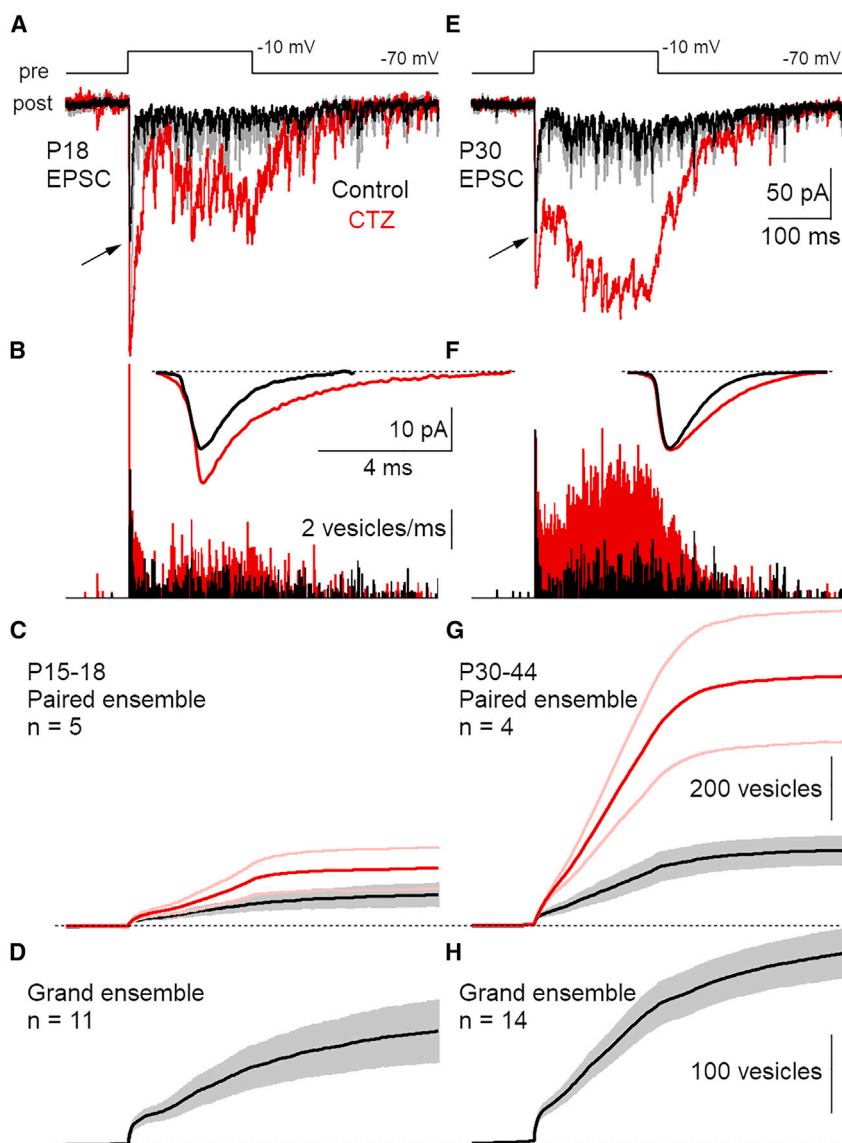 A
-10 mV
-70 mV
pre
post
P18
EPSC
Control
CTZ
E
-10 mV
-70 mV
P30
EPSC
50 pA
100 ms
B
10 pA
4 ms
2 vesicles/ms
F
C
P15-18
Paired ensemble
n = 5
G
P30-44
Paired ensemble
n = 4
200 vesicles
D
Grand ensemble
n = 11
H
Grand ensemble
n = 14
100 vesicles